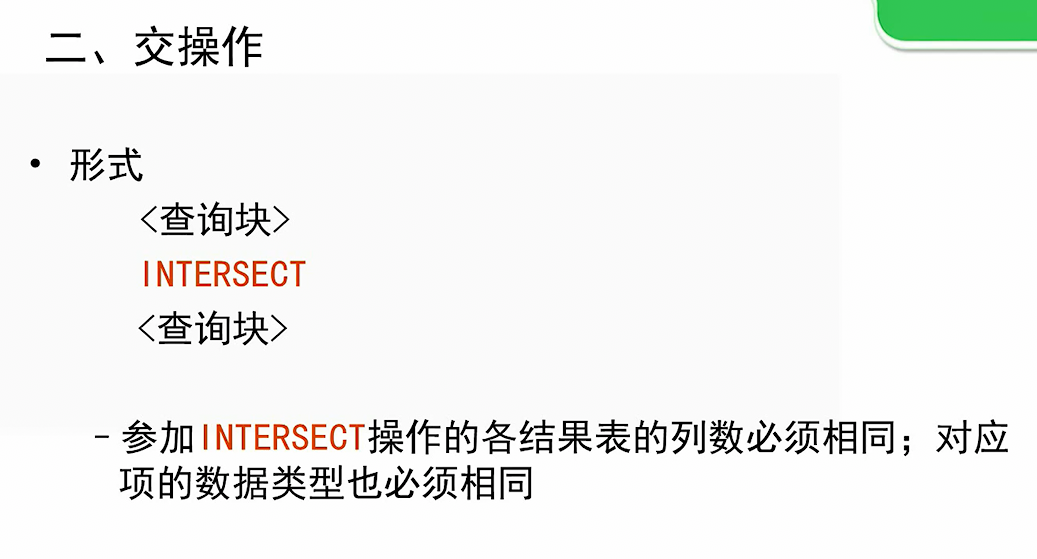 二、交操作
• 形式
<查询块>
INTERSECT
<查询块>
–参加INTERSECT操作的各结果表的列数必须相同；对应
项的数据类型也必须相同